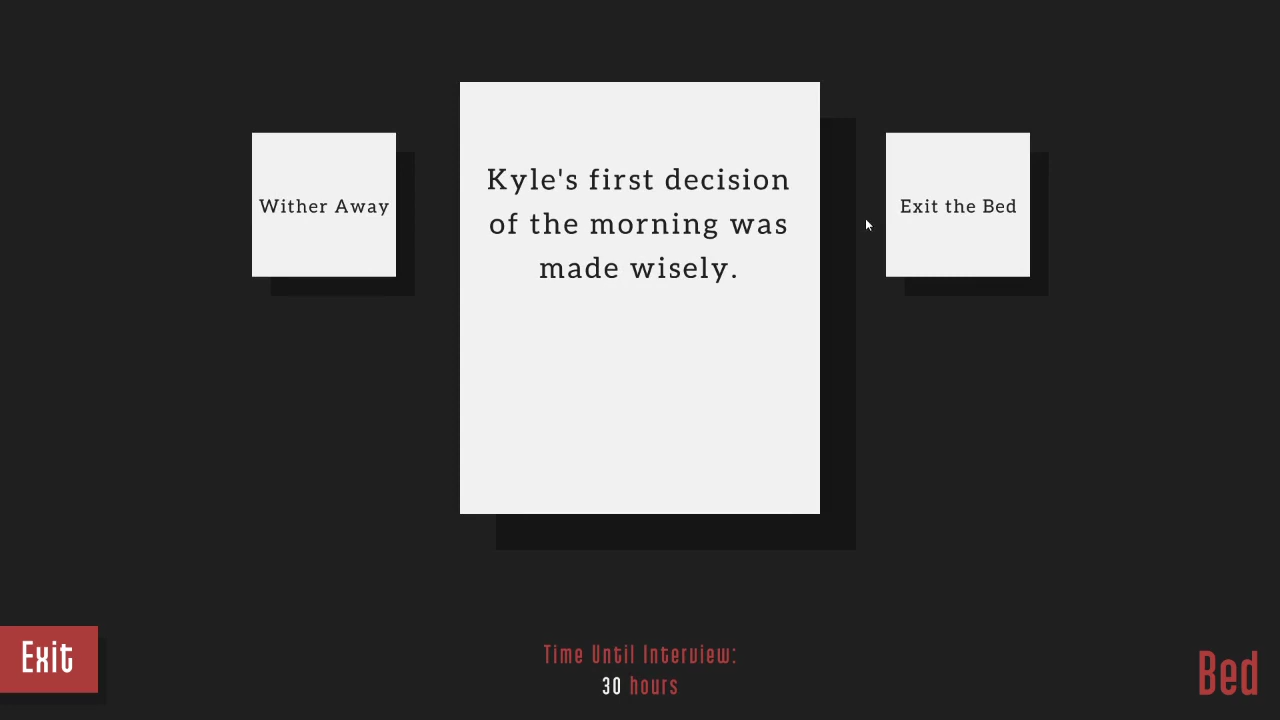 Wither Away
Kyle's first decision
of the morning was
made wisely.
Exit the Bed
Exit
Time Until Interview:
30 hours
Bed